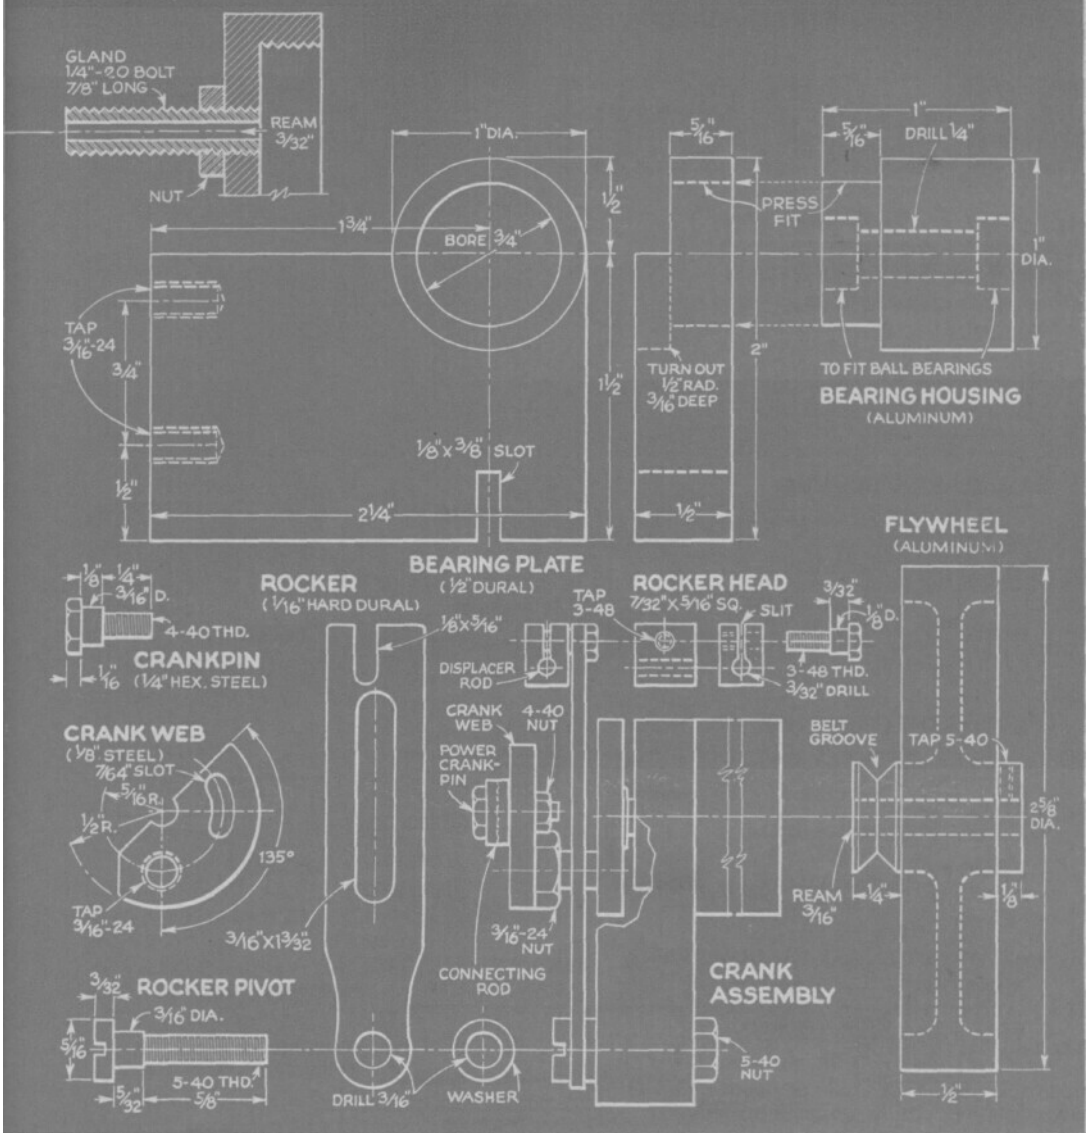 GLAND
1/4"-20 BOLT
7/8" LONG
REAM
3/32"
NUT
1" DIA.
5/16"
1"
5/16"
DRILL 1/4"
1/2"
PRESS
FIT
1 3/4"
BORE 3/4"
1"
DIA.
TAP
3/16"-24
3/4"
2"
1 1/2"
TURN OUT
1/2" RAD.
3/16" DEEP
TO FIT BALL BEARINGS
BEARING HOUSING
(ALUMINUM)
1/8" X 3/8" SLOT
1/2"
2 1/4"
1/2"
BEARING PLATE
(1/2" DURAL)
FLYWHEEL
(ALUMINUM)
1/8"
1/4"
3/16" D.
4-40 THD.
1/16
CRANKPIN
(1/4" HEX. STEEL)
ROCKER
(1/16" HARD DURAL)
1/8" X 5/16"
ROCKER HEAD
7/32" X 5/16" SQ.
TAP
3-48
SLIT
3/32"
1/8" D.
DISPLACER
ROD
3-48 THD.
3/32" DRILL
CRANK WEB
(1/8" STEEL)
7/64" SLOT
5/16" R.
1/2" R.
135°
TAP
3/16"-24
CRANK
WEB
4-40
NUT
POWER
CRANK-
PIN
BELT
GROOVE
TAP 5-40
2 5/8"
DIA.
REAM
3/16"
1/4"
1/8"
3/16" X 1 3/32"
3/16"-24
NUT
CONNECTING
ROD
CRANK
ASSEMBLY
ROCKER PIVOT
3/32"
3/16" DIA.
5/16"
5-40 THD.
5/32"
5/8"
DRILL 3/16"
WASHER
5-40
NUT
1/2"